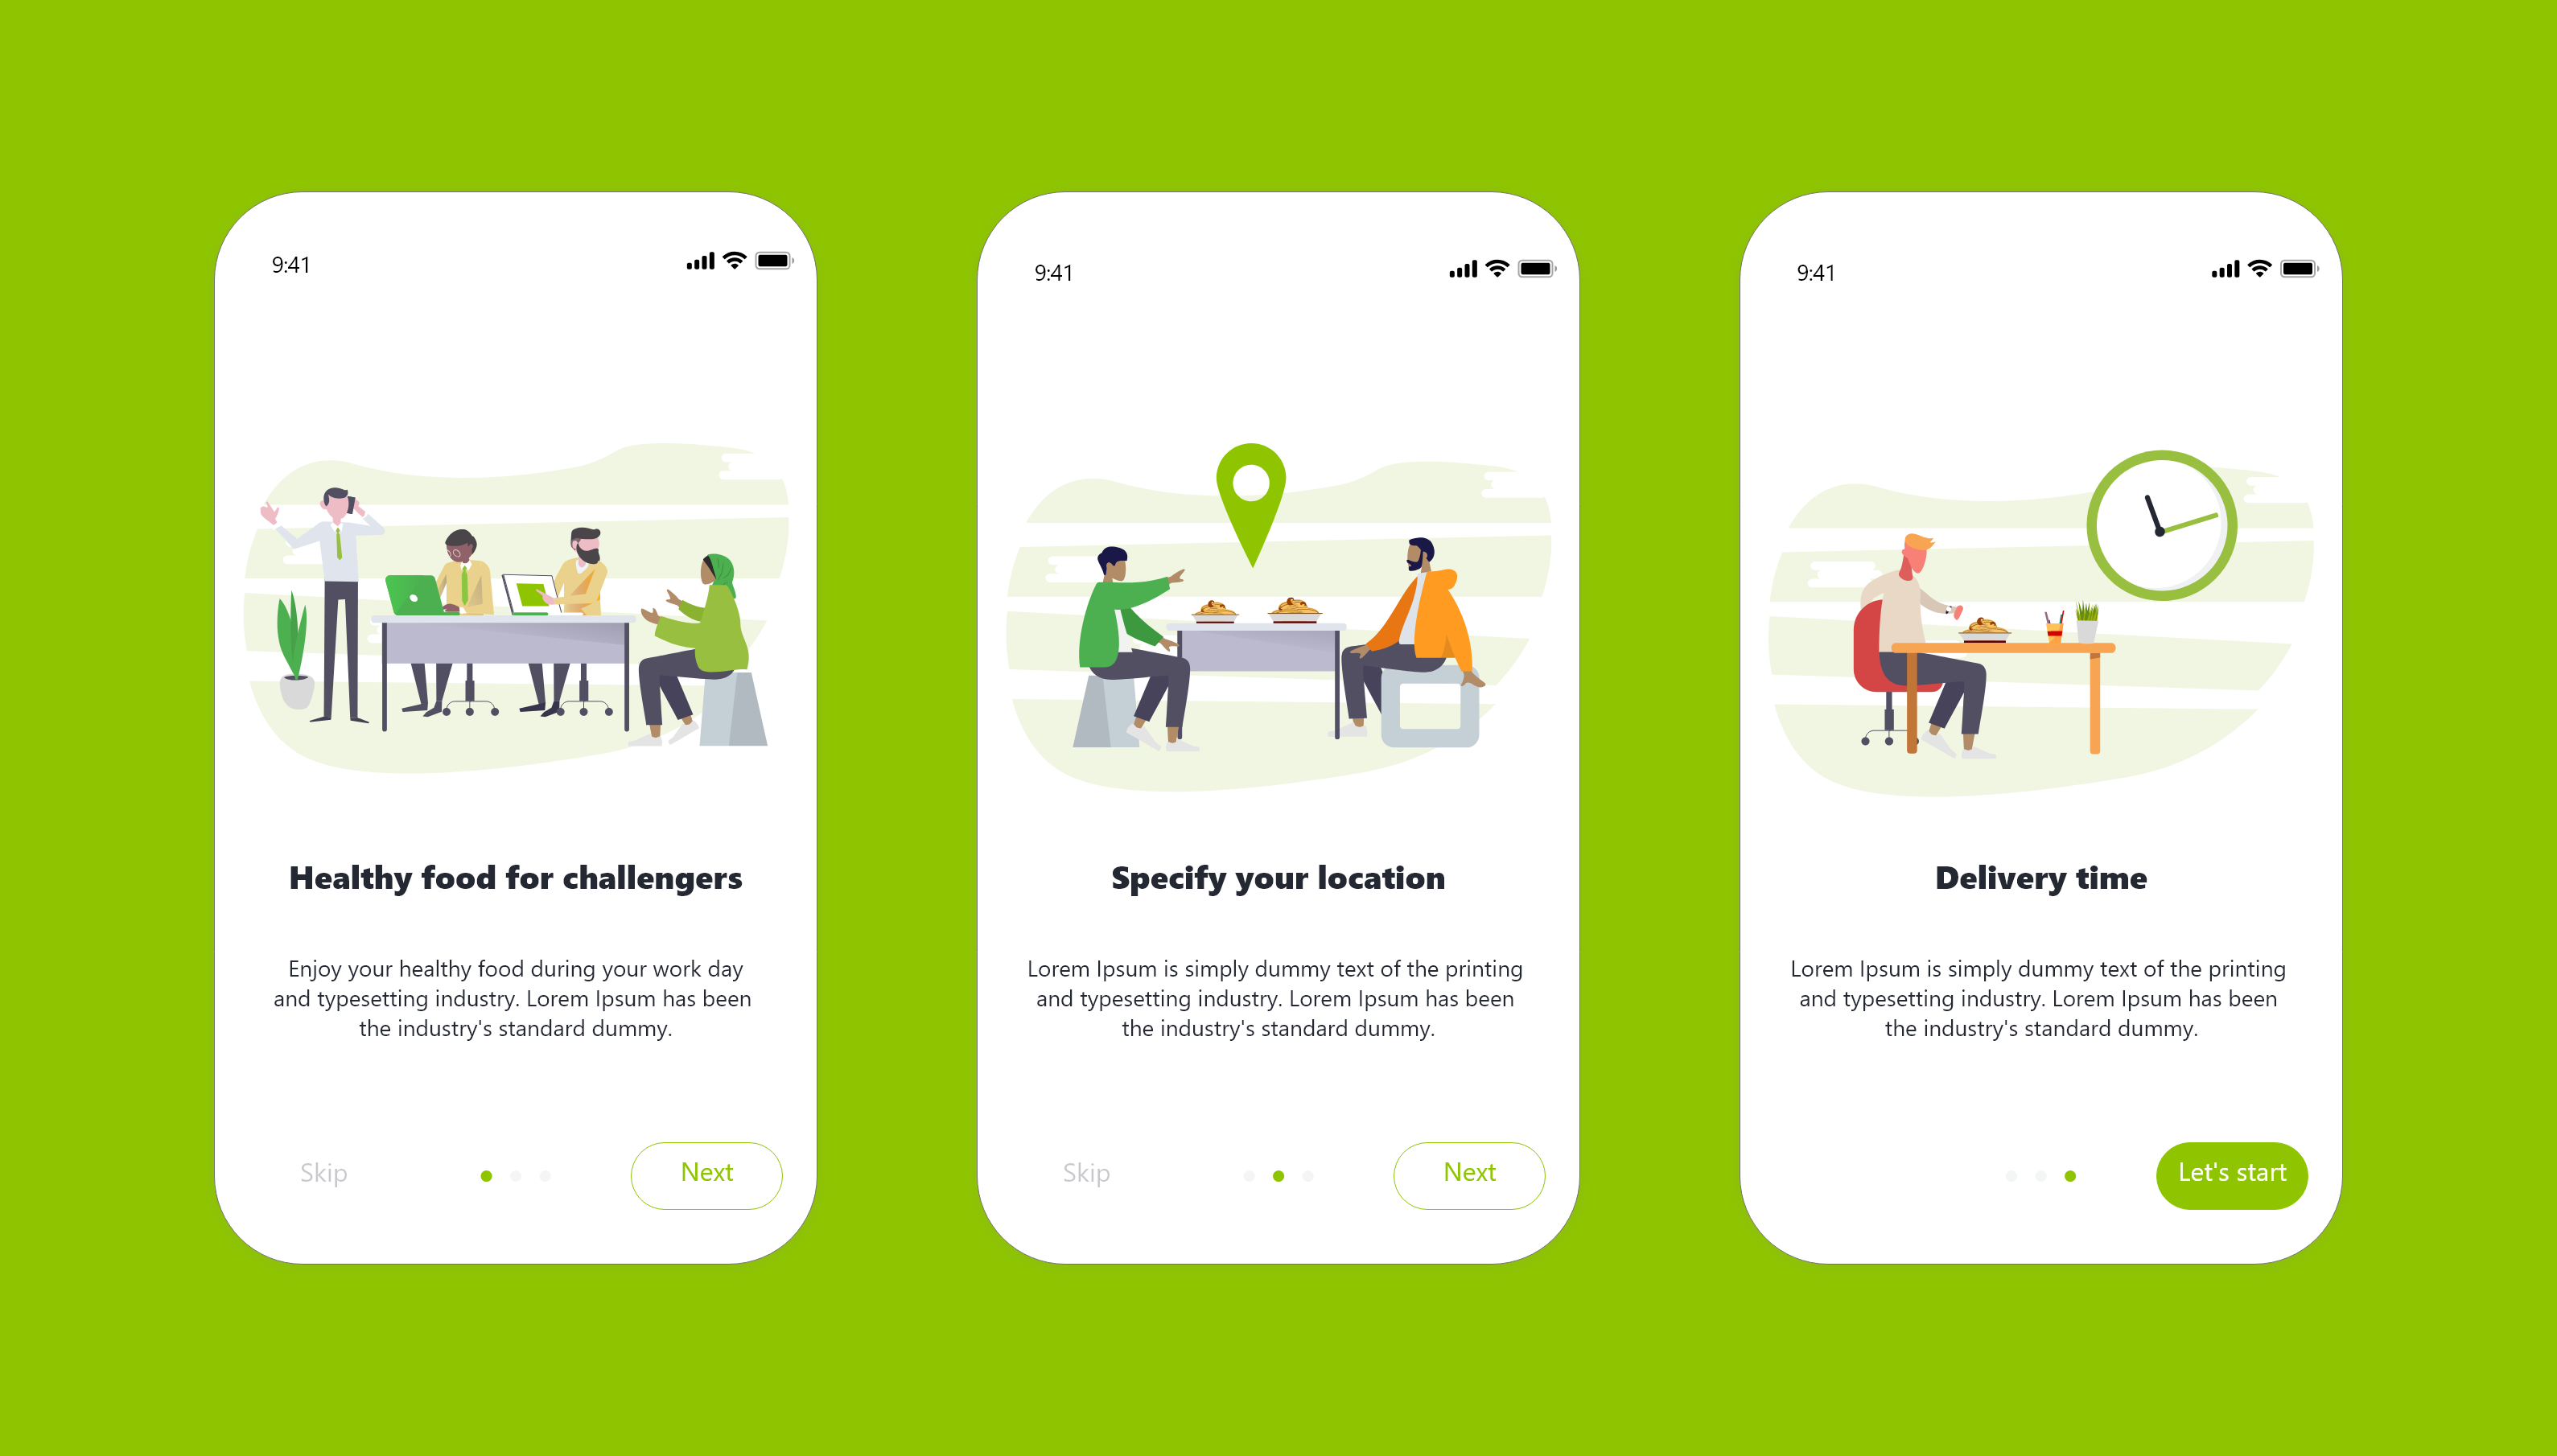 9:41
Healthy food for challengers
Enjoy your healthy food during your work day
and typesetting industry. Lorem Ipsum has been
the industry's standard dummy.
Skip
Next
9:41
Specify your location
Lorem Ipsum is simply dummy text of the printing
and typesetting industry. Lorem Ipsum has been
the industry's standard dummy.
Skip
Next
9:41
Delivery time
Lorem Ipsum is simply dummy text of the printing
and typesetting industry. Lorem Ipsum has been
the industry's standard dummy.
Let's start